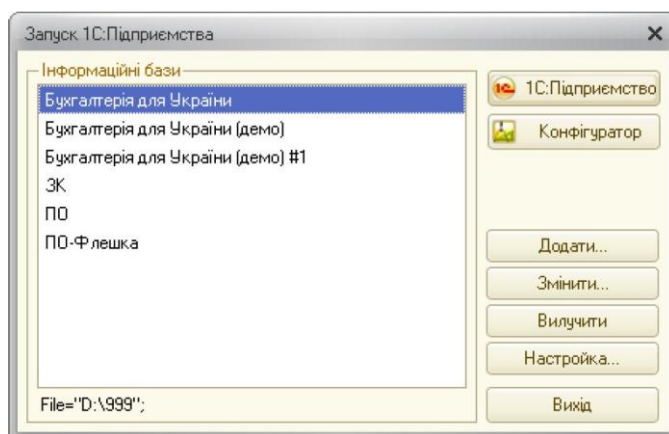 Запуск 1С:Підприємства
Інформаційні бази
Бухгалтерія для України
Бухгалтерія для України (демо)
Бухгалтерія для України (демо) #1
ЗК
ПО
ПО-Флешка
File="D:\999";
1С:Підприємство
Конфігуратор
Додати...
Змінити...
Вилучити
Настройка...
Вихід